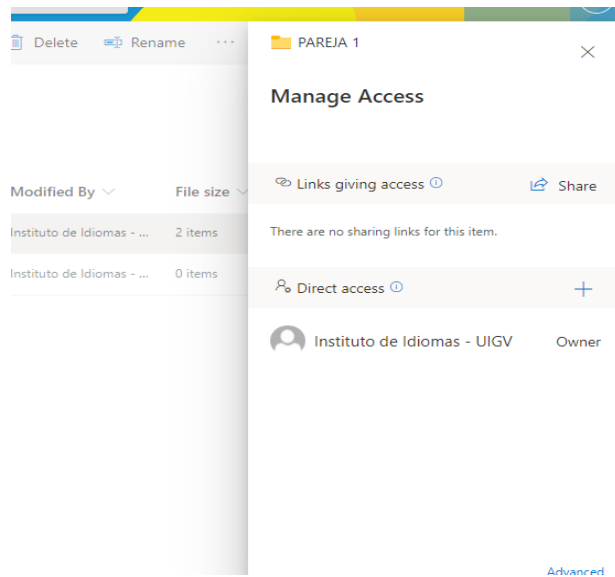 Delete Rename ...
PAREJA 1
Manage Access
Modified By File size
Links giving access Share
Instituto de Idiomas - ... 2 items
There are no sharing links for this item.
Instituto de Idiomas - ... 0 items
Direct access
Instituto de Idiomas - UIGV Owner
Advanced